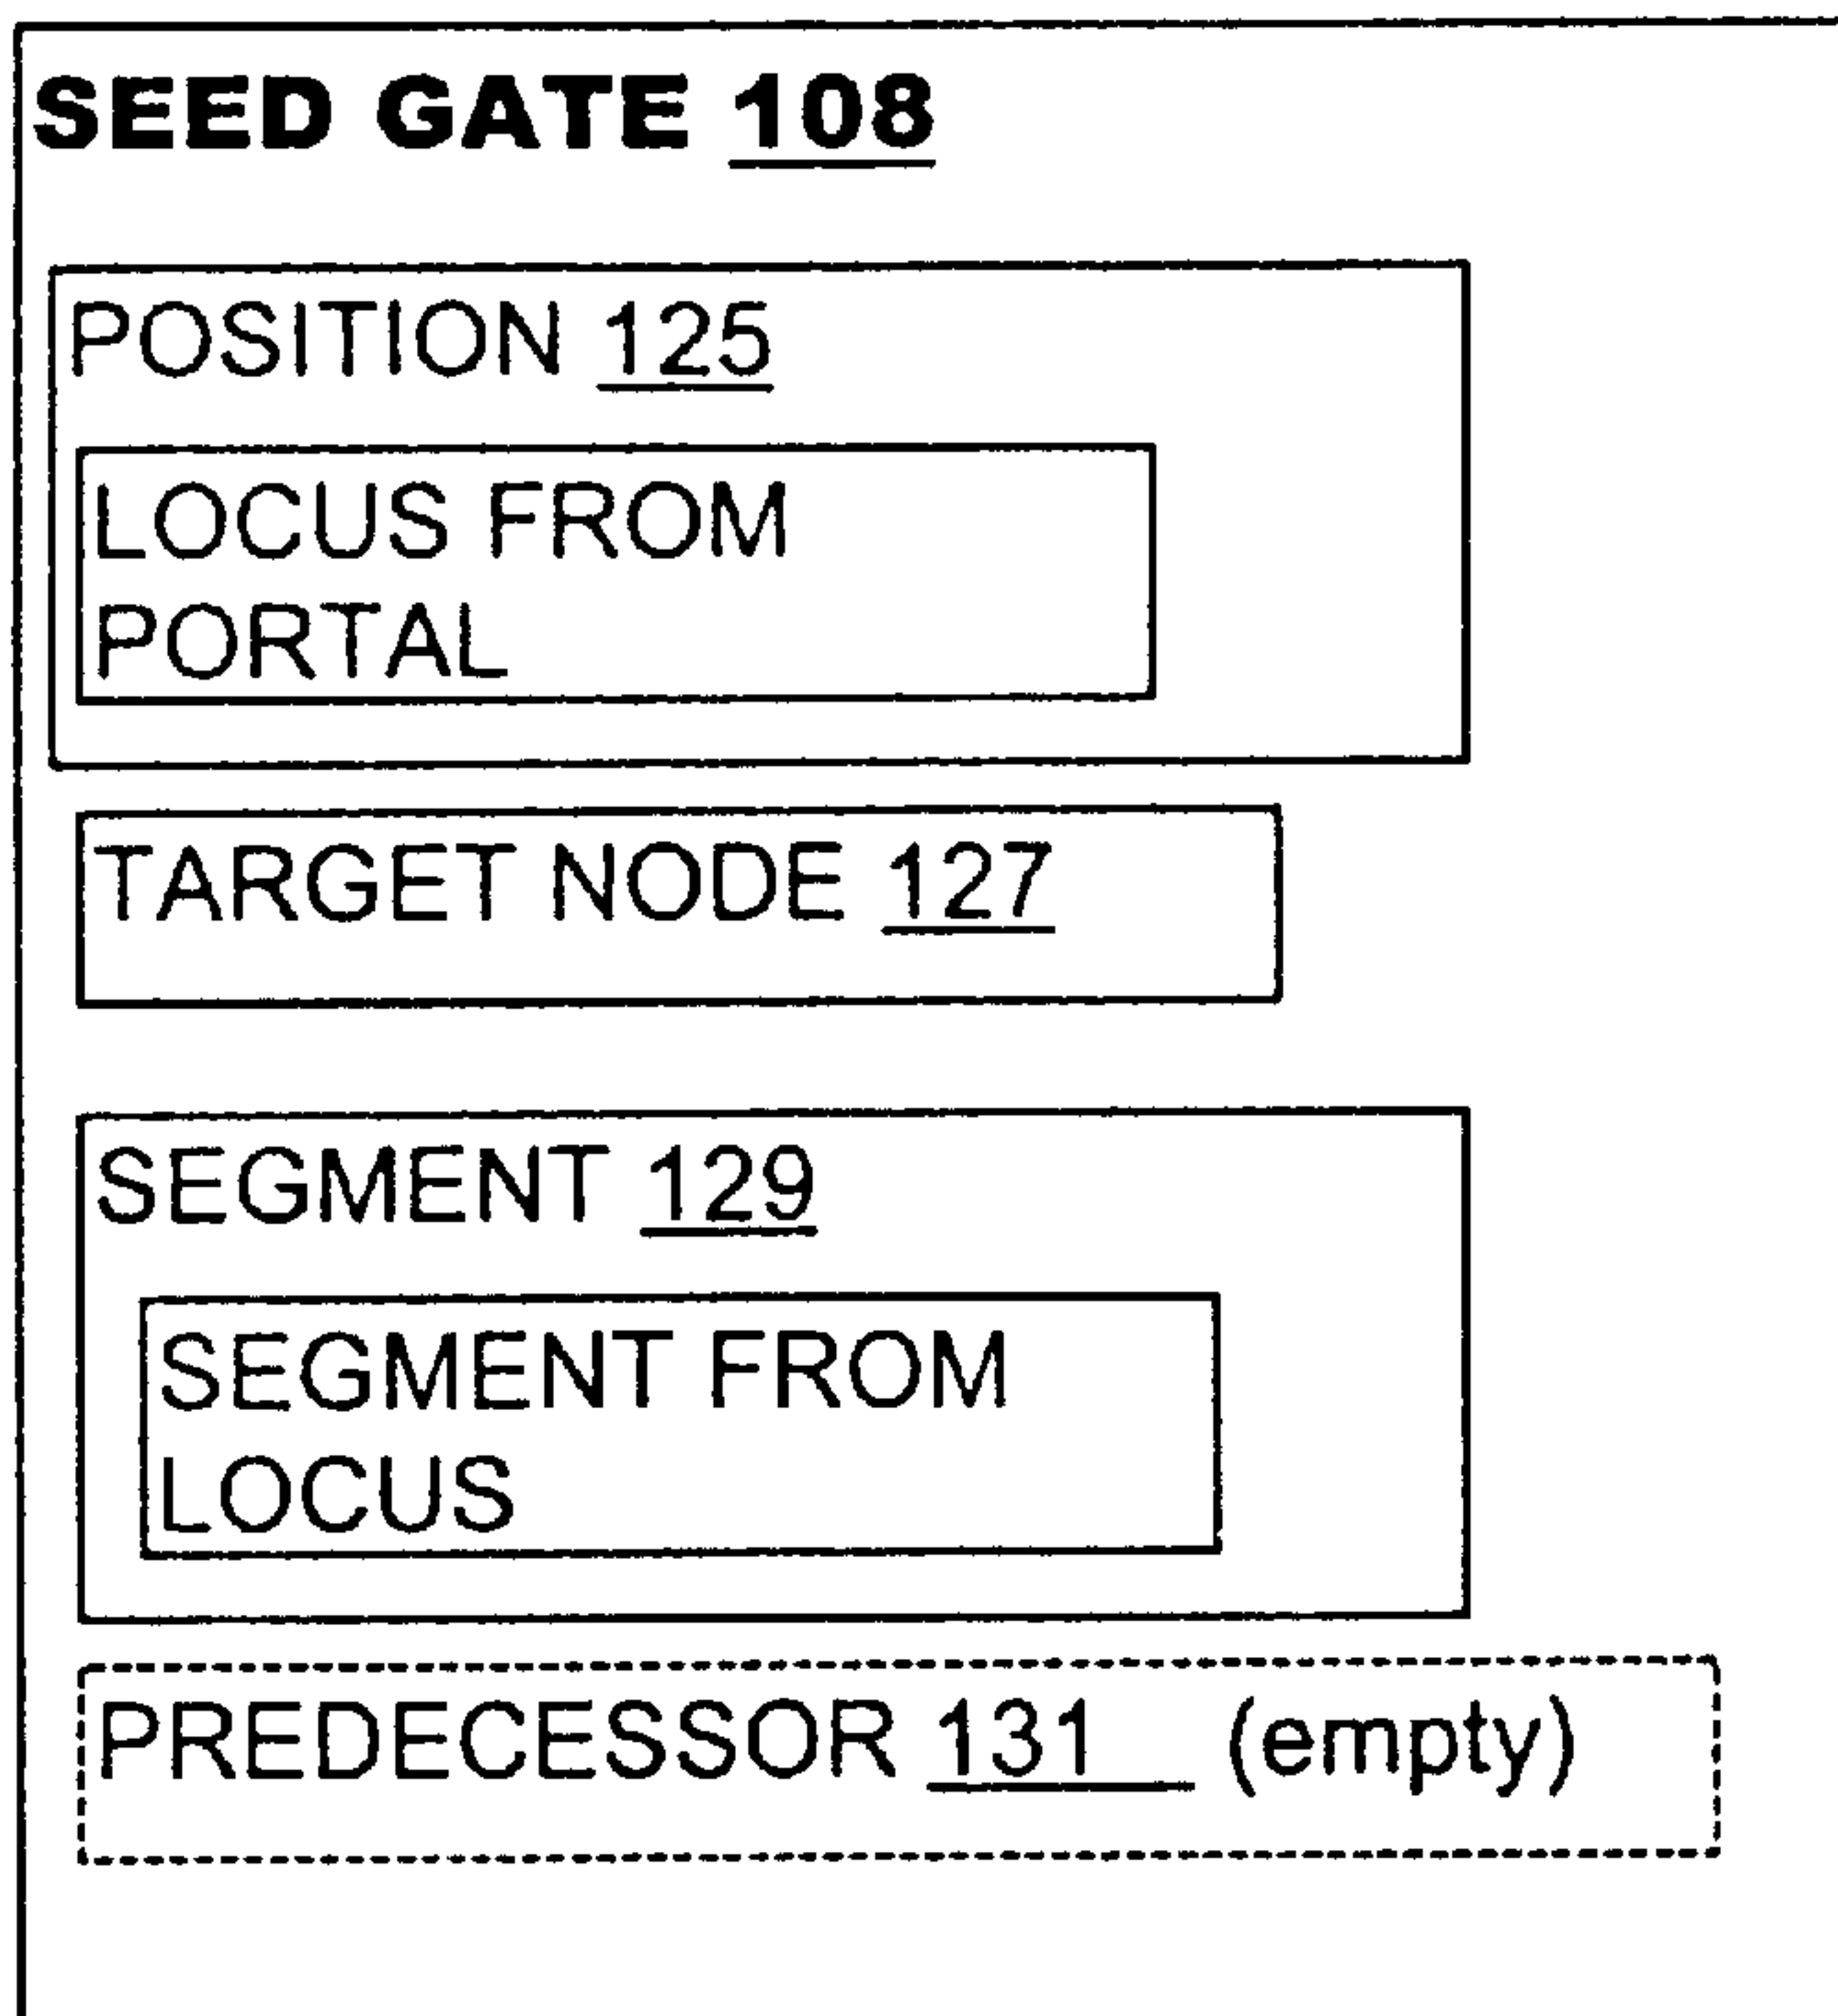 SEED GATE 108
POSITION 125
LOCUS FROM
PORTAL
TARGET NODE 127
SEGMENT 129
SEGMENT FROM
LOCUS
PREDECESSOR 131 (empty)